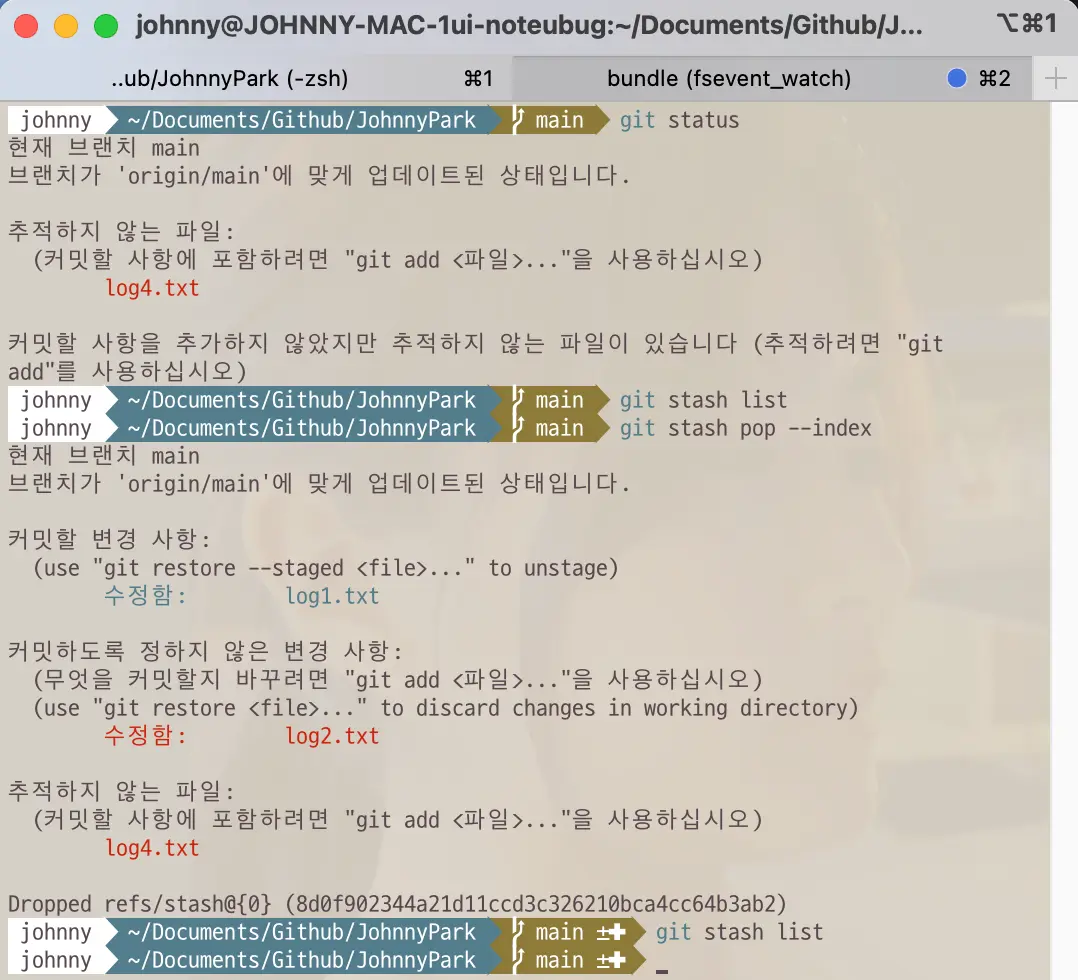 johnny@JOHNNY-MAC-1ui-noteubug:~/Documents/Github/J... ⌥⌘1
..ub/JohnnyPark (-zsh) ⌘1 bundle (fsevent_watch) ⌘2
johnny ~/Documents/Github/JohnnyPark main git status
현재 브랜치 main
브랜치가 'origin/main'에 맞게 업데이트된 상태입니다.
추적하지 않는 파일:
(커밋할 사항에 포함하려면 "git add <파일>..."을 사용하십시오)
log4.txt
커밋할 사항을 추가하지 않았지만 추적하지 않는 파일이 있습니다 (추적하려면 "git
add"를 사용하십시오)
johnny ~/Documents/Github/JohnnyPark main git stash list
johnny ~/Documents/Github/JohnnyPark main git stash pop --index
현재 브랜치 main
브랜치가 'origin/main'에 맞게 업데이트된 상태입니다.
커밋할 변경 사항:
(use "git restore --staged <file>..." to unstage)
수정함: log1.txt
커밋하도록 정하지 않은 변경 사항:
(무엇을 커밋할지 바꾸려면 "git add <파일>..."을 사용하십시오)
(use "git restore <file>..." to discard changes in working directory)
수정함: log2.txt
추적하지 않는 파일:
(커밋할 사항에 포함하려면 "git add <파일>..."을 사용하십시오)
log4.txt
Dropped refs/stash@{0} (8d0f902344a21d11ccd3c326210bca4cc64b3ab2)
johnny ~/Documents/Github/JohnnyPark main ±✚ git stash list
johnny ~/Documents/Github/JohnnyPark main ±✚